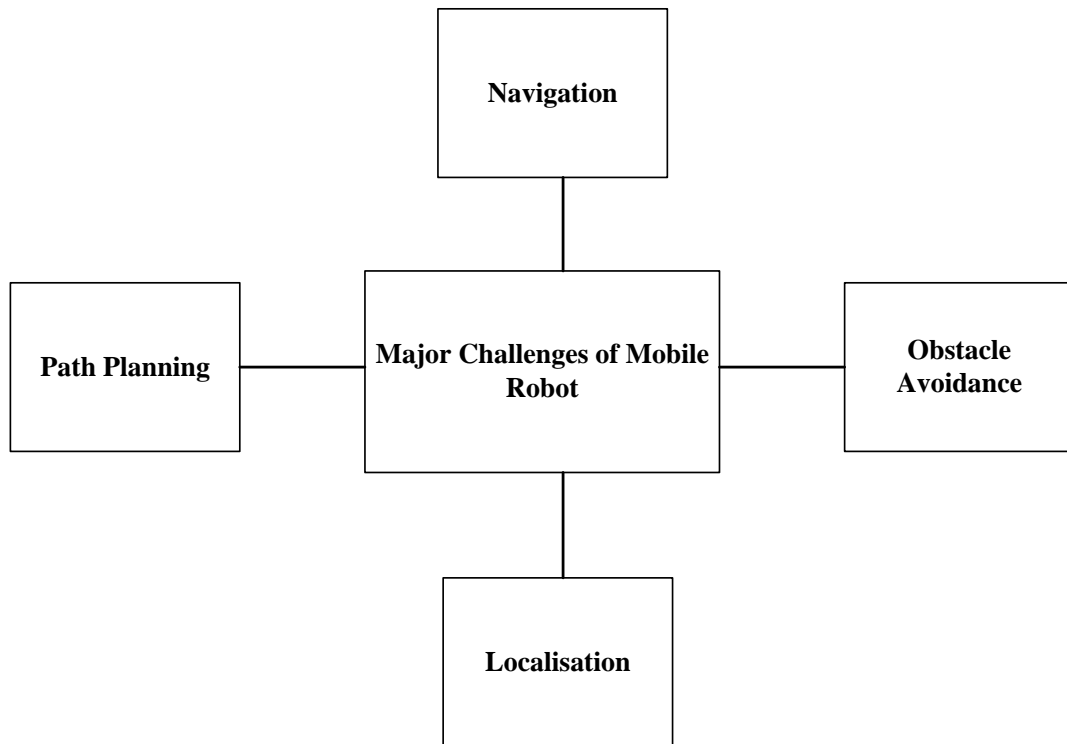 Navigation
Path Planning
Major Challenges of Mobile
Robot
Obstacle
Avoidance
Localisation